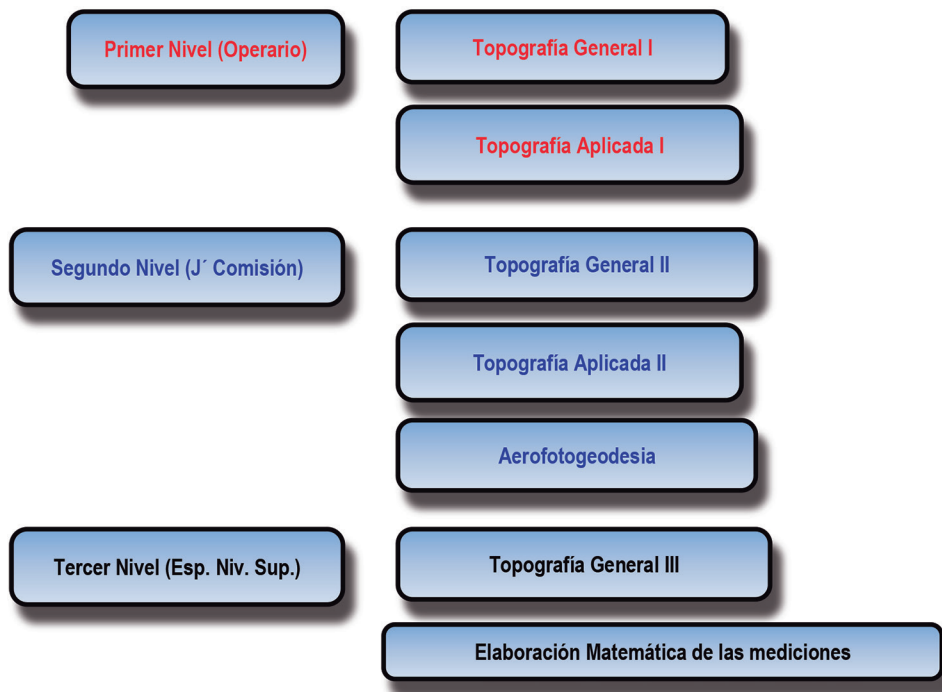 Primer Nivel (Operario)
Topografía General I
Topografía Aplicada I
Segundo Nivel (J´ Comisión)
Topografía General II
Topografía Aplicada II
Aerofotogeodesia
Tercer Nivel (Esp. Niv. Sup.)
Topografía General III
Elaboración Matemática de las mediciones